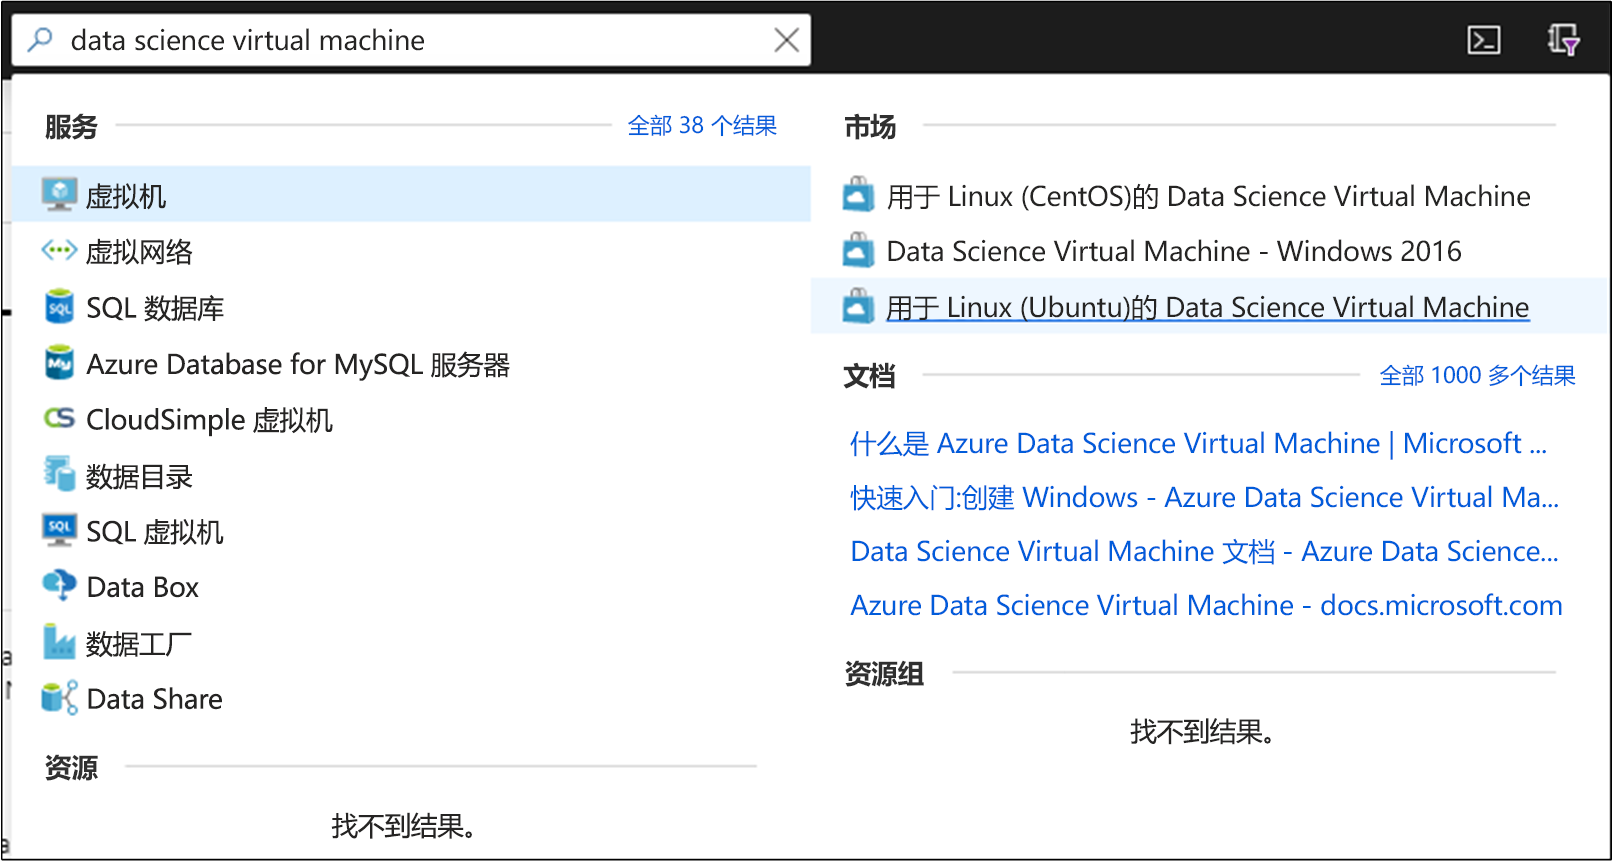 data science virtual machine
服务
全部 38 个结果
虚拟机
虚拟网络
SQL 数据库
Azure Database for MySQL 服务器
CloudSimple 虚拟机
数据目录
SQL 虚拟机
Data Box
数据工厂
Data Share
资源
找不到结果。
市场
用于 Linux (CentOS)的 Data Science Virtual Machine
Data Science Virtual Machine - Windows 2016
用于 Linux (Ubuntu)的 Data Science Virtual Machine
文档
全部 1000 多个结果
什么是 Azure Data Science Virtual Machine | Microsoft ...
快速入门:创建 Windows - Azure Data Science Virtual Ma...
Data Science Virtual Machine 文档 - Azure Data Science...
Azure Data Science Virtual Machine - docs.microsoft.com
资源组
找不到结果。